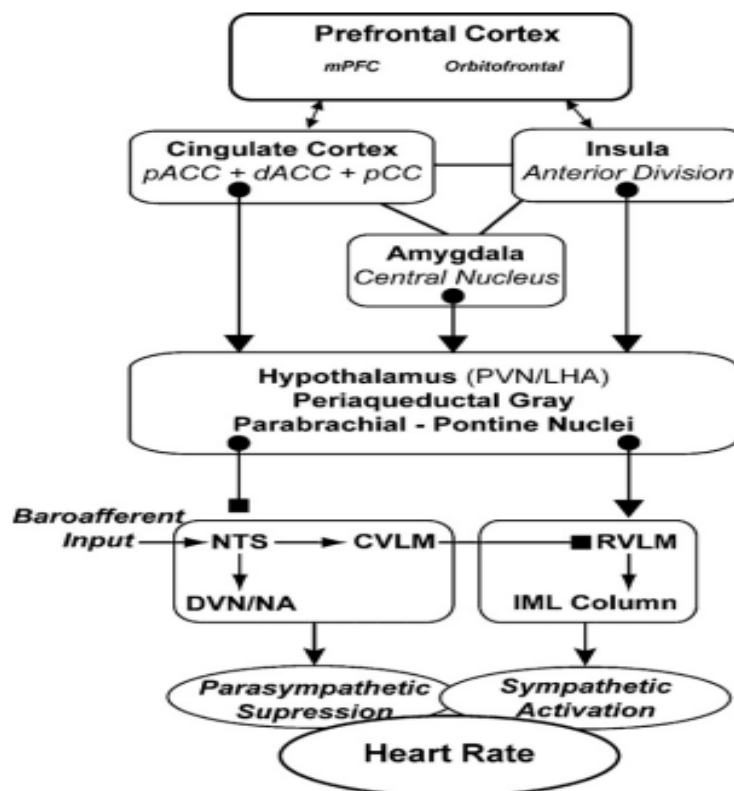 Prefrontal Cortex
mPFC Orbitofrontal
Cingulate Cortex
pACC + dACC + pCC
Insula
Anterior Division
Amygdala
Central Nucleus
Hypothalamus (PVN/LHA)
Periaqueductal Gray
Parabrachial - Pontine Nuclei
Baroafferent
Input
NTS CVLM RVLM
DVN/NA IML Column
Parasympathetic
Supression
Sympathetic
Activation
Heart Rate